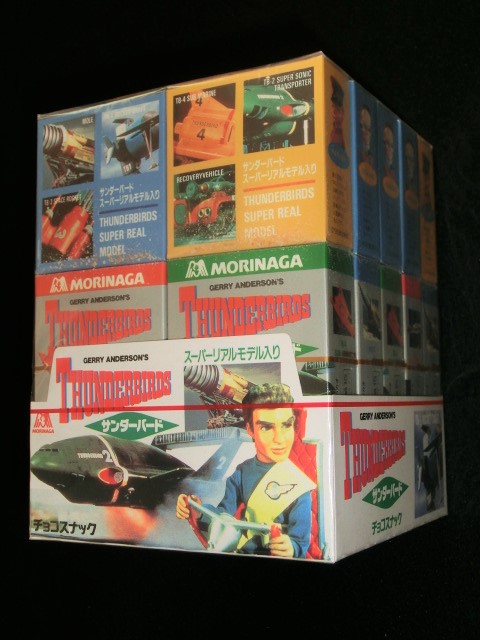 MOLE
TB-3 SPACE ROCKET
サンダーバード
スーパーリアルモデル入り
THUNDERBIRDS
SUPER REAL
MODEL
TB-4 SUBMARINE
4
TB-2 SUPER SONIC
TRANSPORTER
RECOVERYVEHICLE
サンダーバード
スーパーリアルモデル入り
THUNDERBIRDS
SUPER REAL
MODEL
MORINAGA
GERRY ANDERSON'S
THUNDERBIRDS
MORINAGA
GERRY ANDERSON'S
THUNDERBIRDS
GERRY ANDERSON'S
THUNDERBIRDS
スーパーリアルモデル入り
サンダーバード
MORINAGA
THUNDERBIRD 2
チョコスナック
GERRY ANDERSON'S
THUNDERBIRDS
サンダーバード
チョコスナック